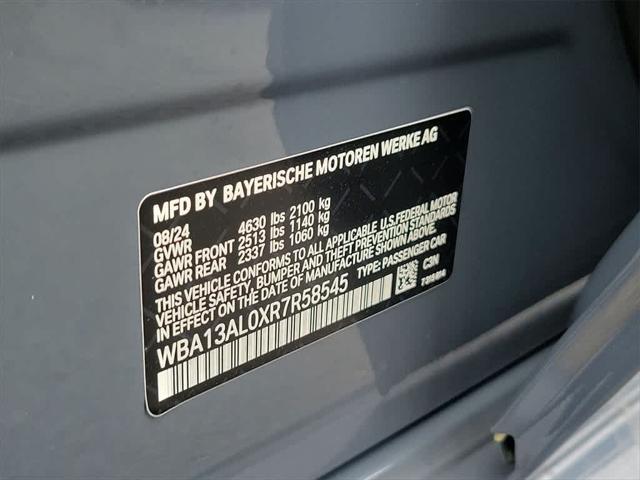 MFD BY BAYERISCHE MOTOREN WERKE AG
08/24
GVWR 4630 lbs 2100 kg
GAWR FRONT 2513 lbs 1140 kg
GAWR REAR 2337 lbs 1060 kg
THIS VEHICLE CONFORMS TO ALL APPLICABLE U.S. FEDERAL MOTOR
VEHICLE SAFETY, BUMPER AND THEFT PREVENTION STANDARDS
IN EFFECT ON THE DATE OF MANUFACTURE SHOWN ABOVE.
WBA13AL0XR7R58545 TYPE: PASSENGER CAR
C3N